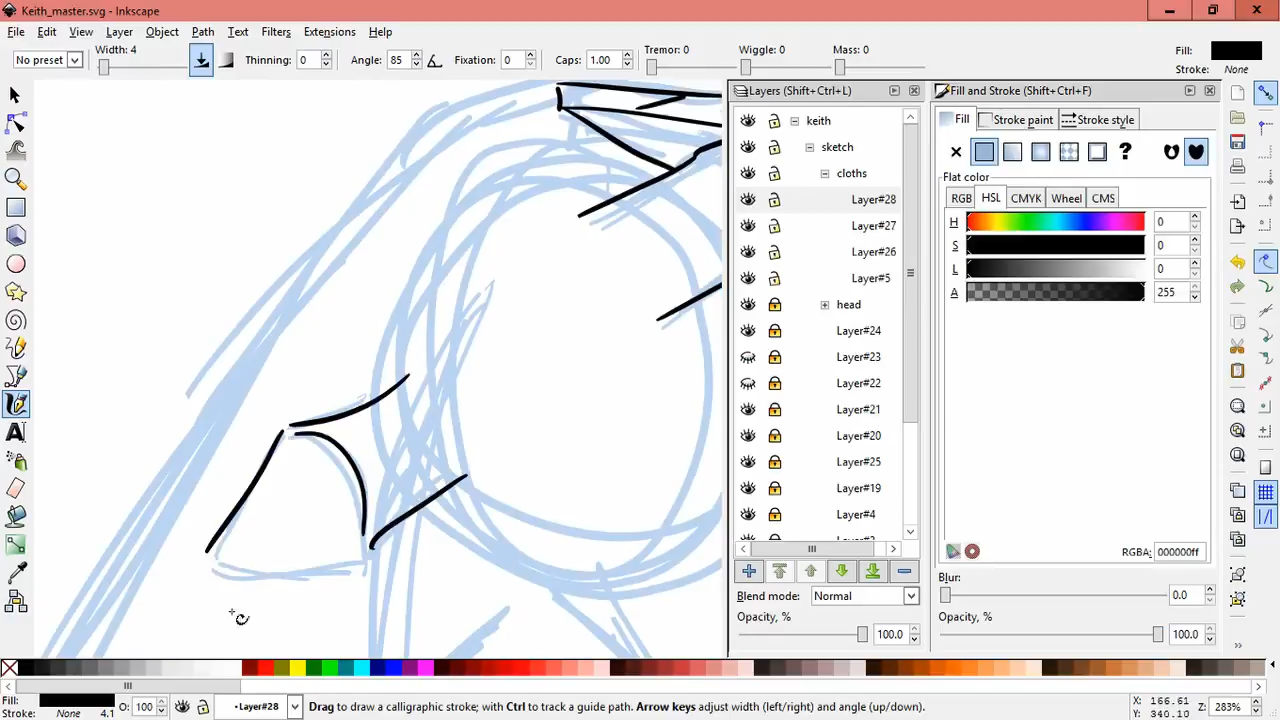 Keith_master.svg - Inkscape
File Edit View Layer Object Path Filters Text Extensions Help
No preset Width: 4 Thinning: 0 Angle: 85 Fixation: 0 Caps: 1.00 Tremor: 0 Wiggle: 0 Mass: 0 Fill: Stroke: None
Layers (Shift+Ctrl+L)
keith
sketch
cloths
Layer#28
Layer#27
Layer#26
Layer#5
head
Layer#24
Layer#23
Layer#22
Layer#21
Layer#20
Layer#25
Layer#19
Layer#4
Blend mode: Normal
Opacity, %
100.0
Fill and Stroke (Shift+Ctrl+F)
Fill Stroke paint Stroke style
Flat color
RGB HSL CMYK Wheel CMS
H 0
S 0
L 0
A 255
RGBA: 000000ff
Blur:
0.0
Opacity, %
100.0
Fill:
Stroke: None 4.1
O: 100
•Layer#28
Drag to draw a calligraphic stroke; with Ctrl to track a guide path. Arrow keys adjust width (left/right) and angle (up/down).
X: 166.61
Y: 340.10
Z: 283%